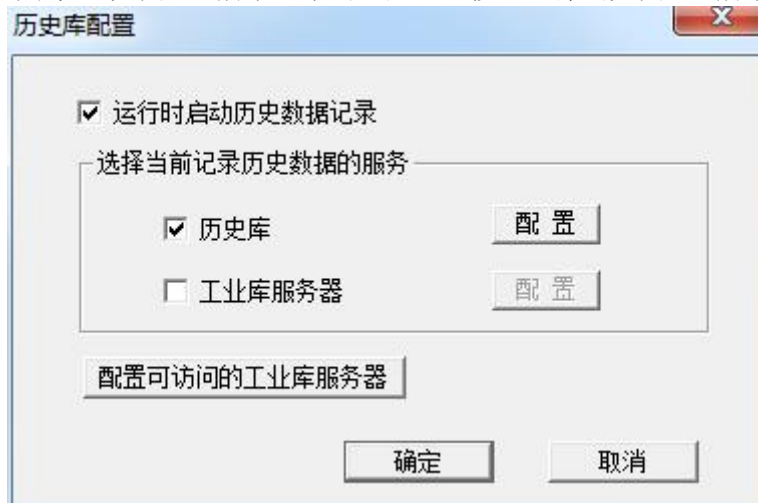 历史库配置
运行时启动历史数据记录
选择当前记录历史数据的服务
历史库
配 置
工业库服务器
配 置
配置可访问的工业库服务器
确定
取消